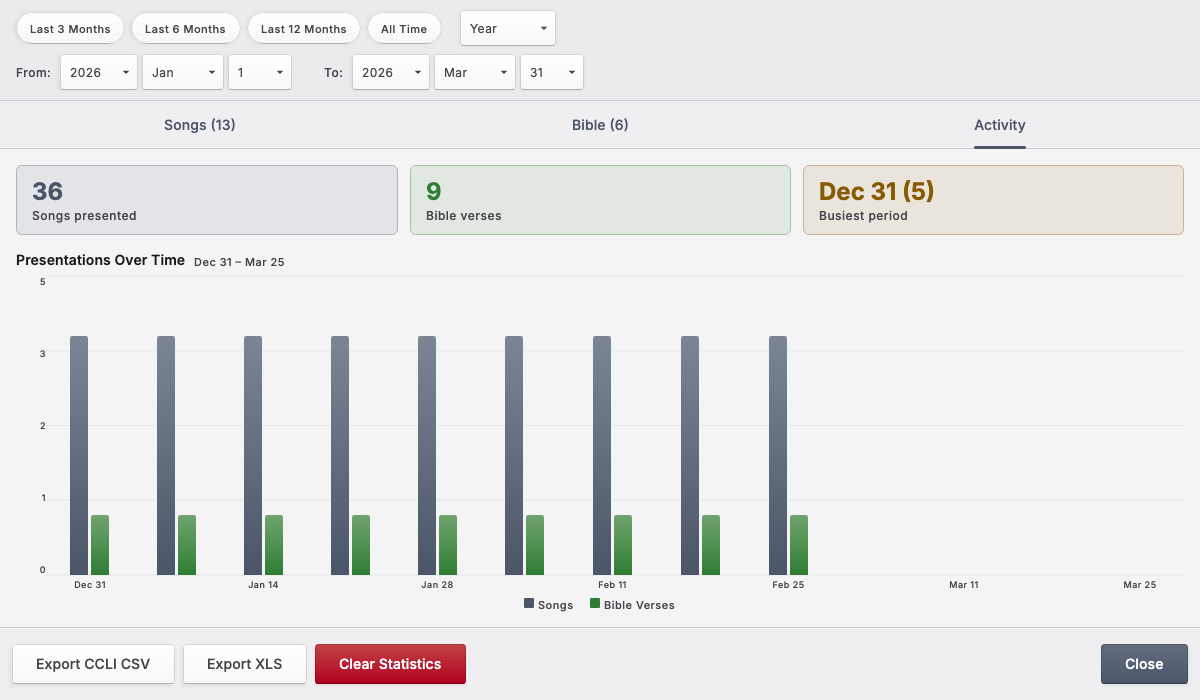 Last 3 Months Last 6 Months Last 12 Months All Time Year
From: 2026 Jan 1 To: 2026 Mar 31
Songs (13) Bible (6) Activity
36 9 Dec 31 (5)
Songs presented Bible verses Busiest period
Presentations Over Time Dec 31 – Mar 25
5
3
2
1
0
Dec 31 Jan 14 Jan 28 Feb 11 Feb 25 Mar 11 Mar 25
Songs Bible Verses
Export CCLI CSV Export XLS Clear Statistics Close